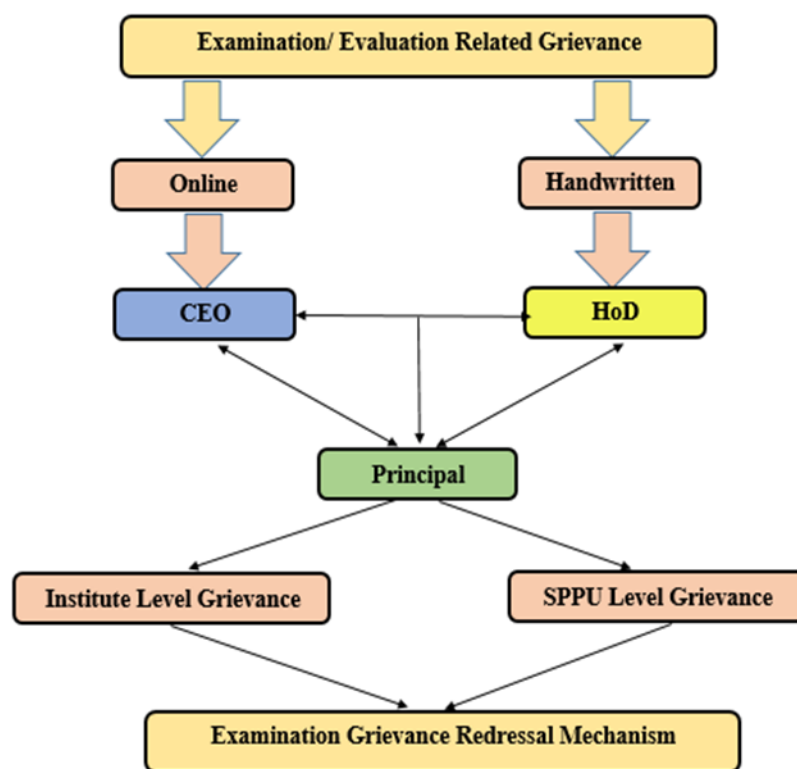 Examination/ Evaluation Related Grievance
Online
Handwritten
CEO
HoD
Principal
Institute Level Grievance
SPPU Level Grievance
Examination Grievance Redressal Mechanism